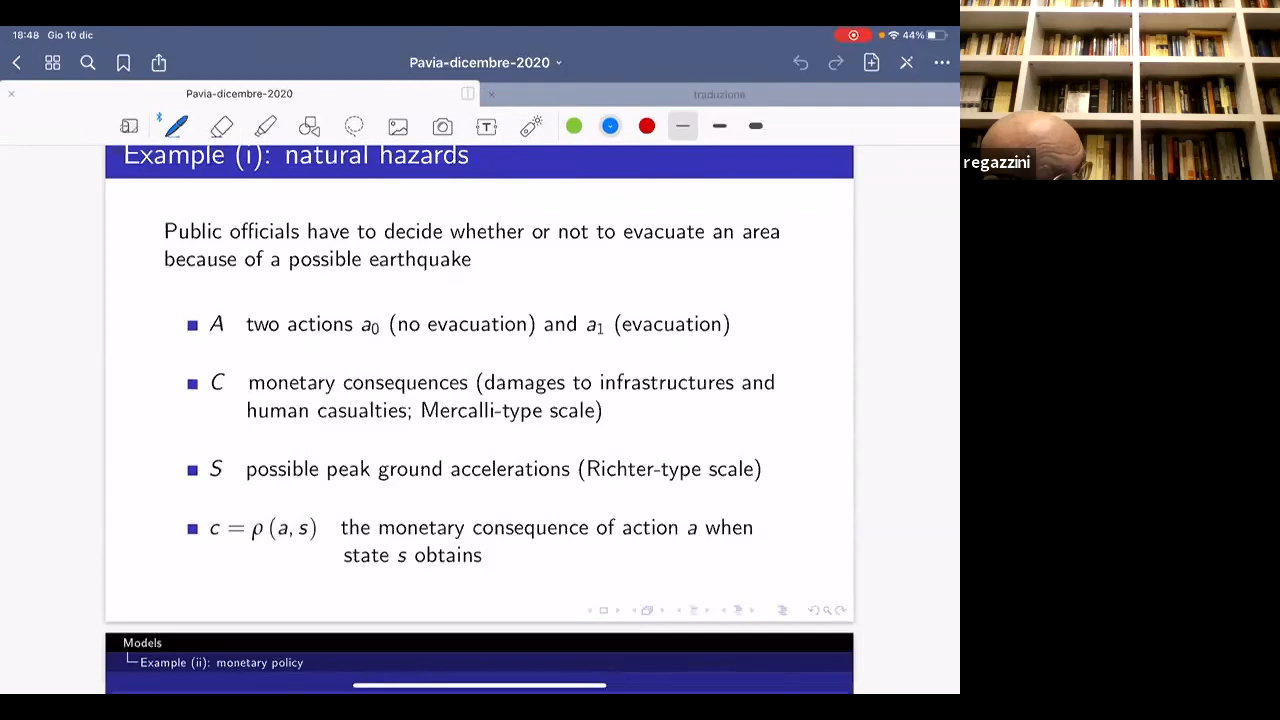 18:48 Gio 10 dic
44%
Pavia-dicembre-2020
Pavia-dicembre-2020
traduzione
T
regazzini
Example (i): natural hazards
Public officials have to decide whether or not to evacuate an area
because of a possible earthquake
A two actions a₀ (no evacuation) and a₁ (evacuation)
C monetary consequences (damages to infrastructures and
human casualties; Mercalli-type scale)
S possible peak ground accelerations (Richter-type scale)
c = ρ (a, s) the monetary consequence of action a when
state s obtains
Models
Example (ii): monetary policy